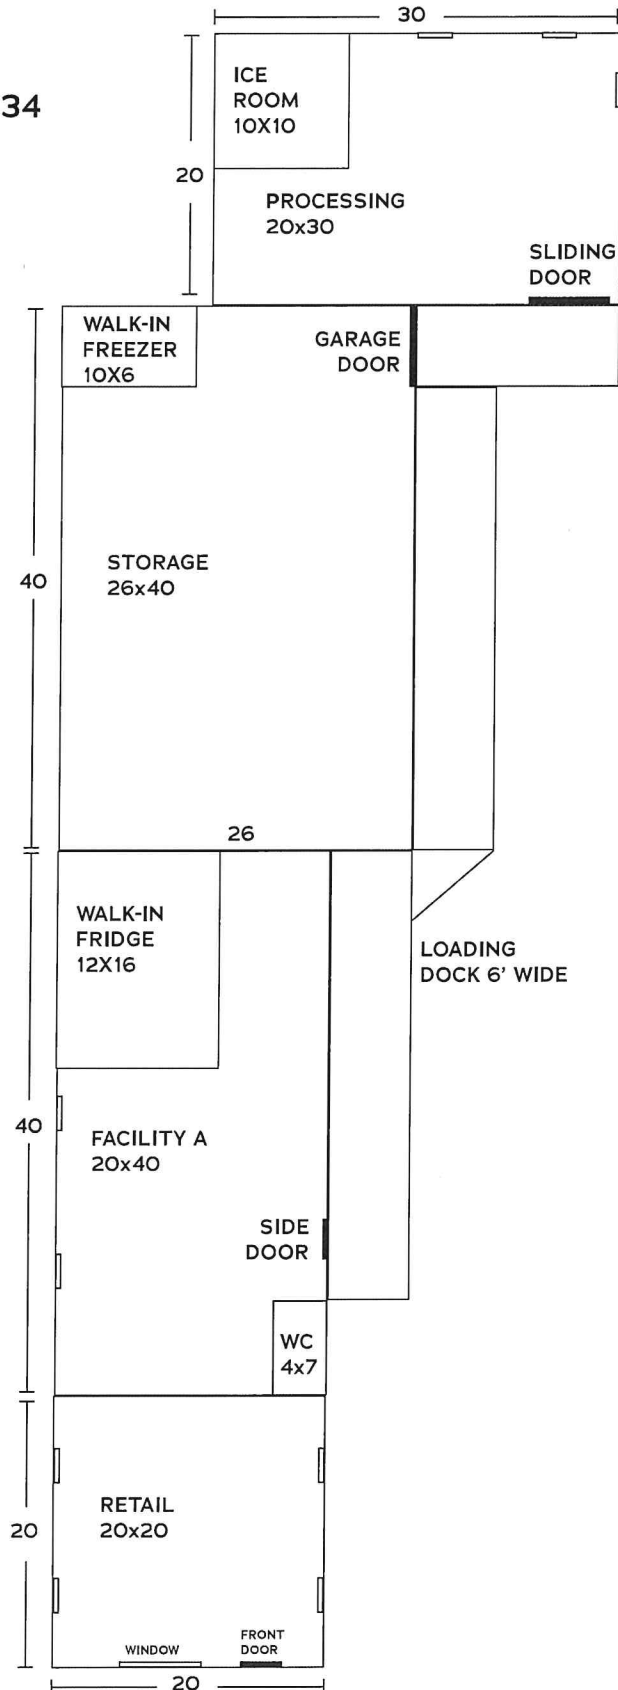 30
34
ICE
ROOM
10X10
20
PROCESSING
20x30
SLIDING
DOOR
WALK-IN
FREEZER
10X6
GARAGE
DOOR
STORAGE
26x40
40
26
WALK-IN
FRIDGE
12X16
LOADING
DOCK 6' WIDE
40
FACILITY A
20x40
SIDE
DOOR
WC
4x7
RETAIL
20x20
20
WINDOW
FRONT
DOOR
20